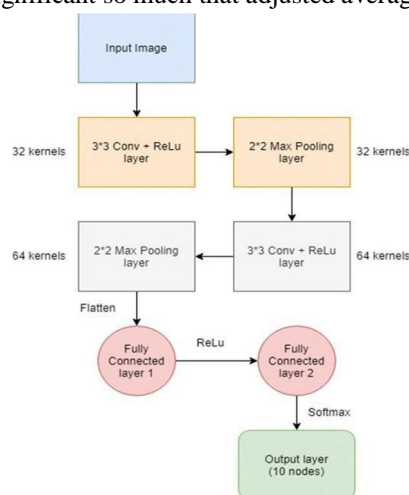 gnificant so much that adjusted averag
Input Image
32 kernels
3*3 Conv + ReLu
layer
2*2 Max Pooling
layer
32 kernels
64 kernels
2*2 Max Pooling
layer
3*3 Conv + ReLu
layer
64 kernels
Flatten
Fully
Connected
layer 1
ReLu
Fully
Connected
layer 2
Softmax
Output layer
(10 nodes)